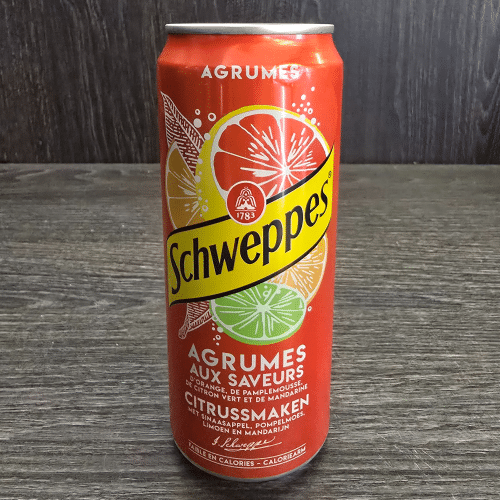 AGRUMES
1783
Schweppes®
AGRUMES
AUX SAVEURS
D'ORANGE, DE PAMPLEMOUSSE,
DE CITRON VERT ET DE MANDARINE
CITRUSSMAKEN
MET SINAASAPPEL, POMPELMOES,
LIMOEN EN MANDARIJN
J. Schweppe
FAIBLE EN CALORIES - CALORIEARM